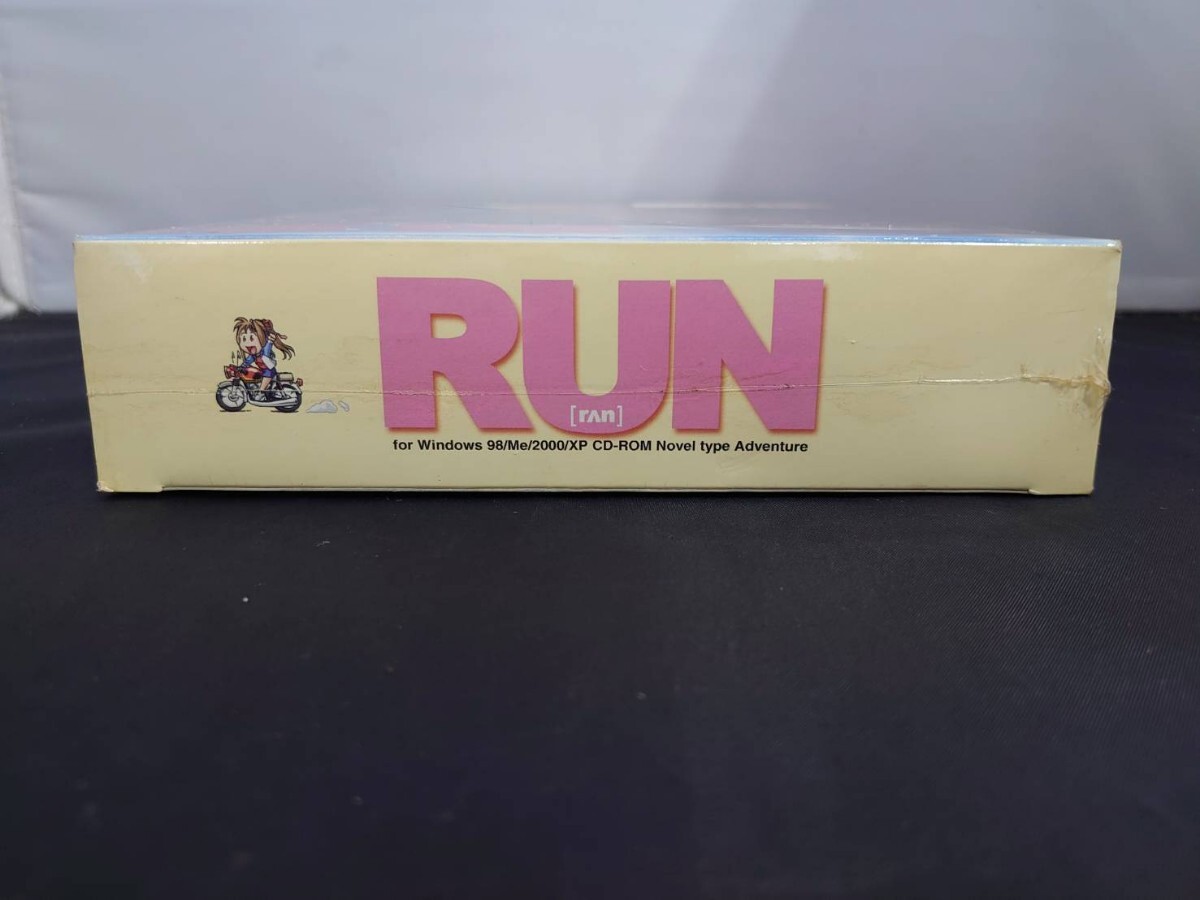 RUN
[rʌn]
for Windows 98/Me/2000/XP CD-ROM Novel type Adventure